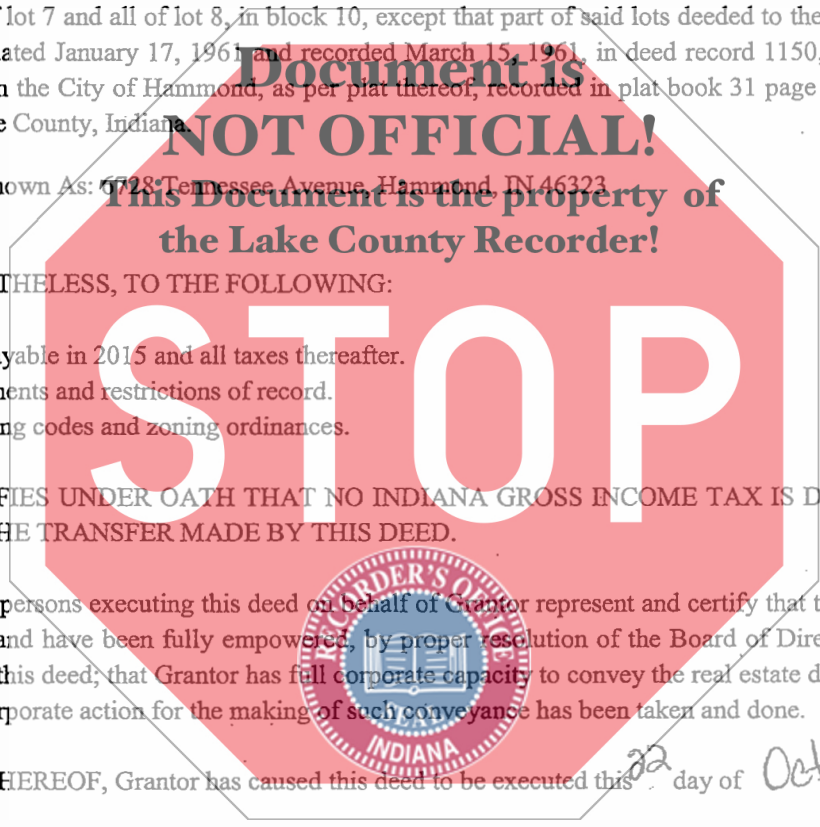 lot 7 and all of lot 8, in block 10, except that part of said lots deeded to the
ated January 17, 1961 and recorded March 15, 1961, in deed record 1150,
Document is
n the City of Hammond, as per plat thereof, recorded in plat book 31 page
e County, Indiana.
NOT OFFICIAL!
nown As: 6728 Tennessee Avenue, Hammond, IN 46323
This Document is the property of
the Lake County Recorder!
THELESS, TO THE FOLLOWING:
STOP
yable in 2015 and all taxes thereafter.
ents and restrictions of record.
ng codes and zoning ordinances.
FIES UNDER OATH THAT NO INDIANA GROSS INCOME TAX IS D
HE TRANSFER MADE BY THIS DEED.
RECORDER'S OFFICE
persons executing this deed on behalf of Grantor represent and certify that t
and have been fully empowered, by proper resolution of the Board of Dire
this deed; that Grantor has full corporate capacity to convey the real estate d
rporate action for the making of such conveyance has been taken and done.
SEAL
INDIANA
HEREOF, Grantor has caused this deed to be executed this 22 day of Oct